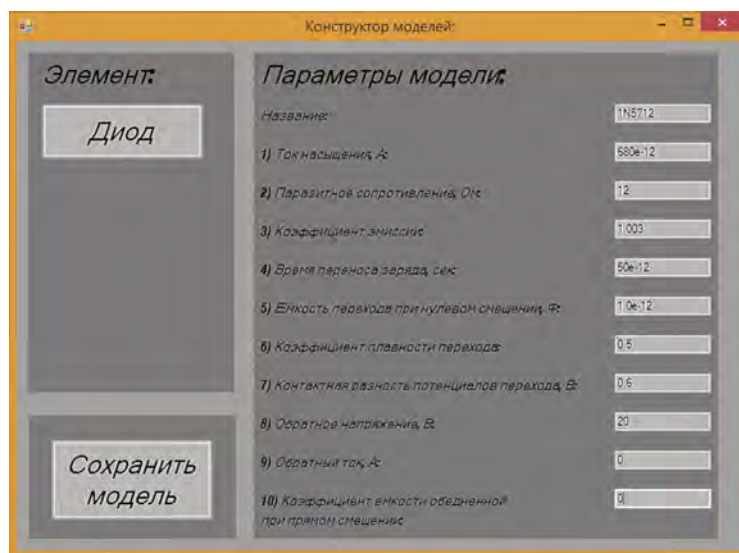 Конструктор моделей:
Элемент:
Диод
Сохранить
модель
Параметры модели:
Название: 1N5712
1) Ток насыщения, А: 680e-12
2) Паразитное сопротивление, Ом: 12
3) Коэффициент эмиссии: 1.003
4) Время переноса заряда, сек: 50e-12
5) Емкость перехода при нулевом смещении, Ф: 1.0e-12
6) Коэффициент плавности перехода: 0.5
7) Контактная разность потенциалов перехода, В: 0.6
8) Обратное напряжение, В: 20
9) Обратный ток, А: 0
10) Коэффициент емкости обедненной 0
при прямом смещении: